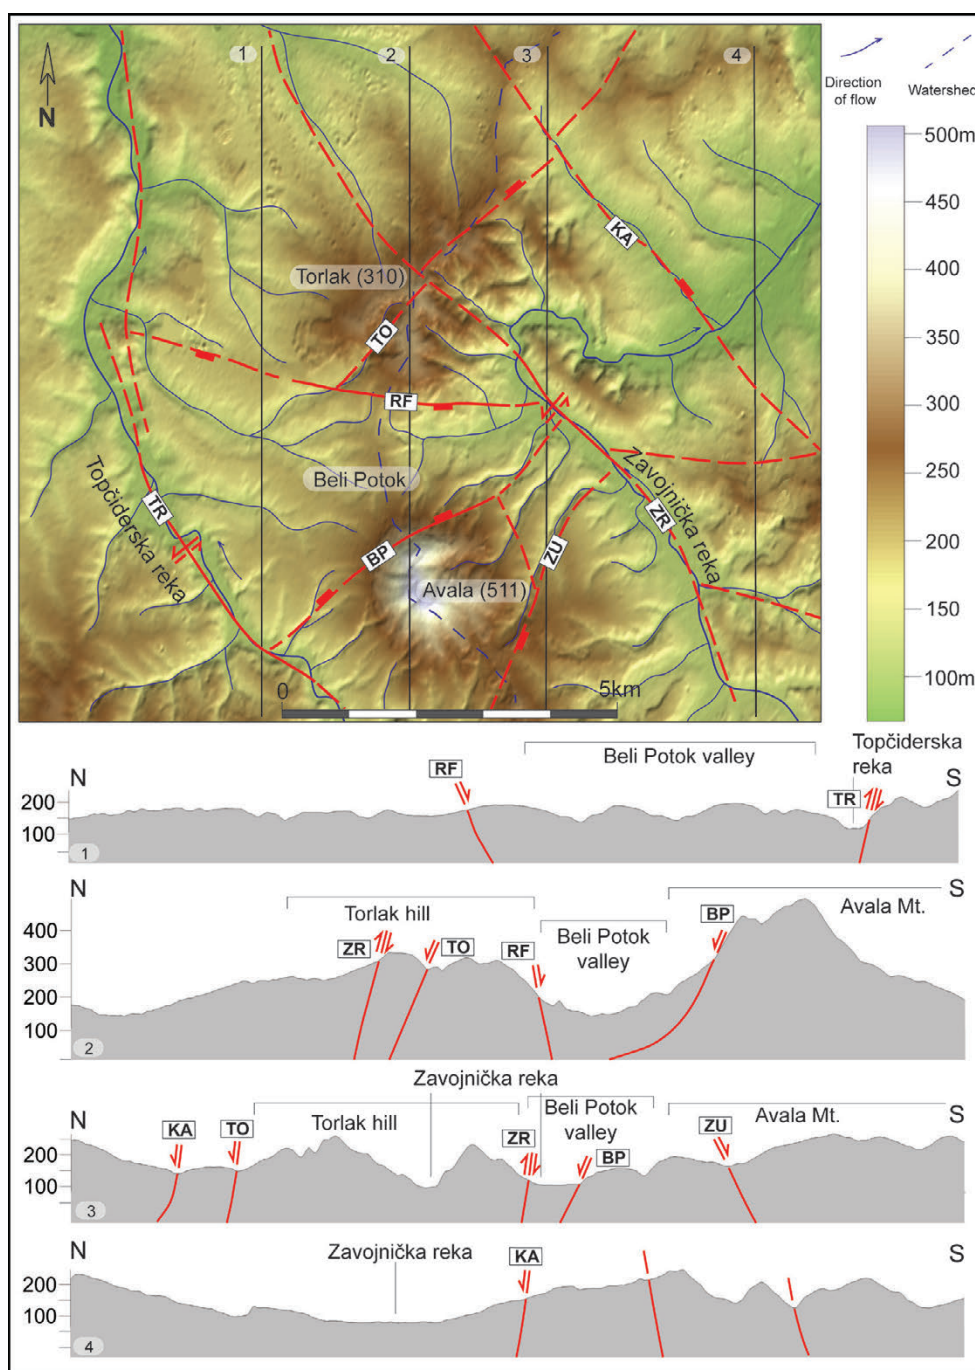 1
2
3
4
N
Direction
of flow
Watershed
500m
450
400
350
300
250
200
150
100m
KA
Torlak (310)
TO
RF
Beli Potok
Topčiderska reka
TR
Zavojnička reka
ZR
BP
ZU
Avala (511)
0
5km
Beli Potok valley
Topčiderska
reka
N
S
RF
TR
200
100
1
N
S
Torlak hill
Avala Mt.
Beli Potok
valley
ZR
TO
RF
BP
400
300
200
100
2
Zavojnička reka
N
S
Torlak hill
Beli Potok
valley
Avala Mt.
KA
TO
ZR
BP
ZU
200
100
3
N
S
Zavojnička reka
KA
200
100
4